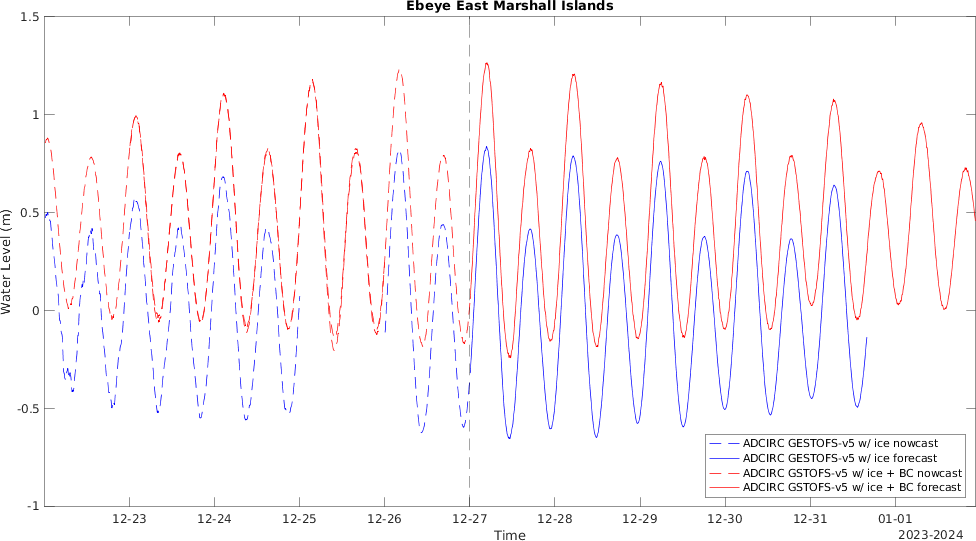 Ebeye East Marshall Islands
Water Level (m)
1.5
1
0.5
0
-0.5
-1
ADCIRC GESTOFS-v5 w/ ice nowcast
ADCIRC GESTOFS-v5 w/ ice forecast
ADCIRC GSTOFS-v5 w/ ice + BC nowcast
ADCIRC GSTOFS-v5 w/ ice + BC forecast
12-23 12-24 12-25 12-26 12-27 12-28 12-29 12-30 12-31 01-01
Time
2023-2024